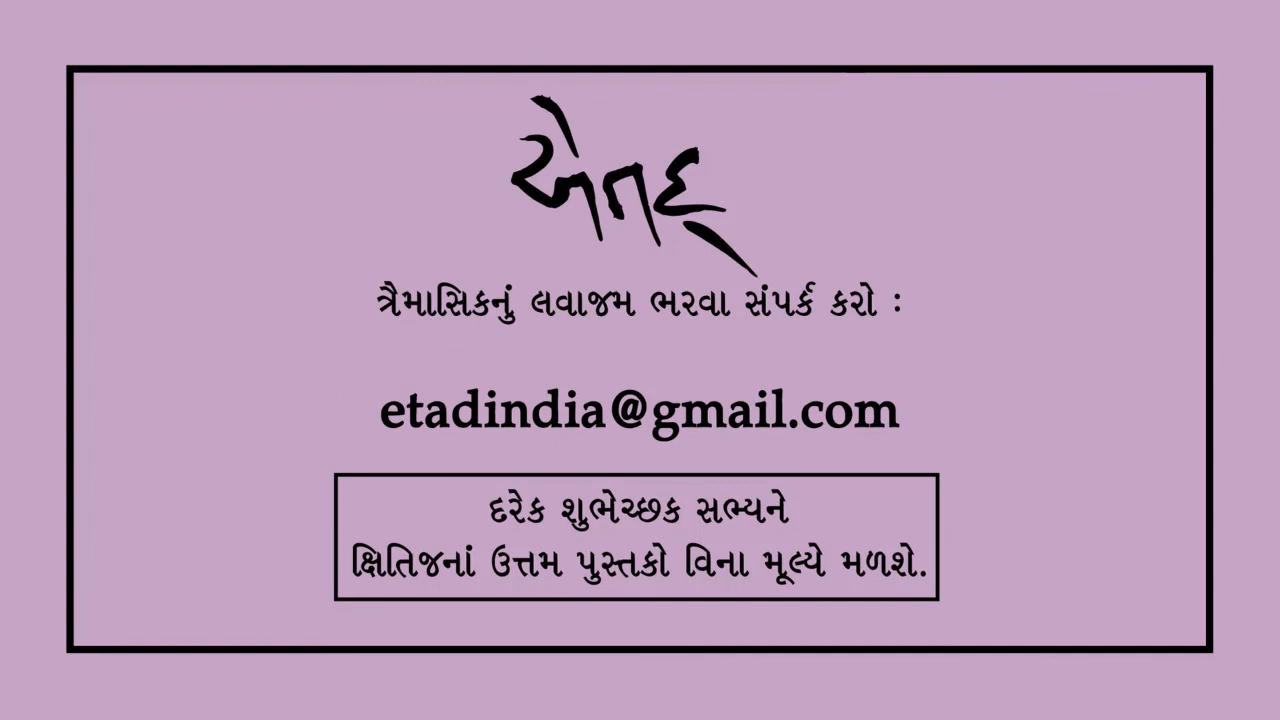 એતદ્
ત્રૈમાસિકનું લવાજમ ભરવા સંપર્ક કરો :
etadindia@gmail.com
દરેક શુભેચ્છક સભ્યને
ક્ષિતિજનાં ઉત્તમ પુસ્તકો વિના મૂલ્યે મળશે.